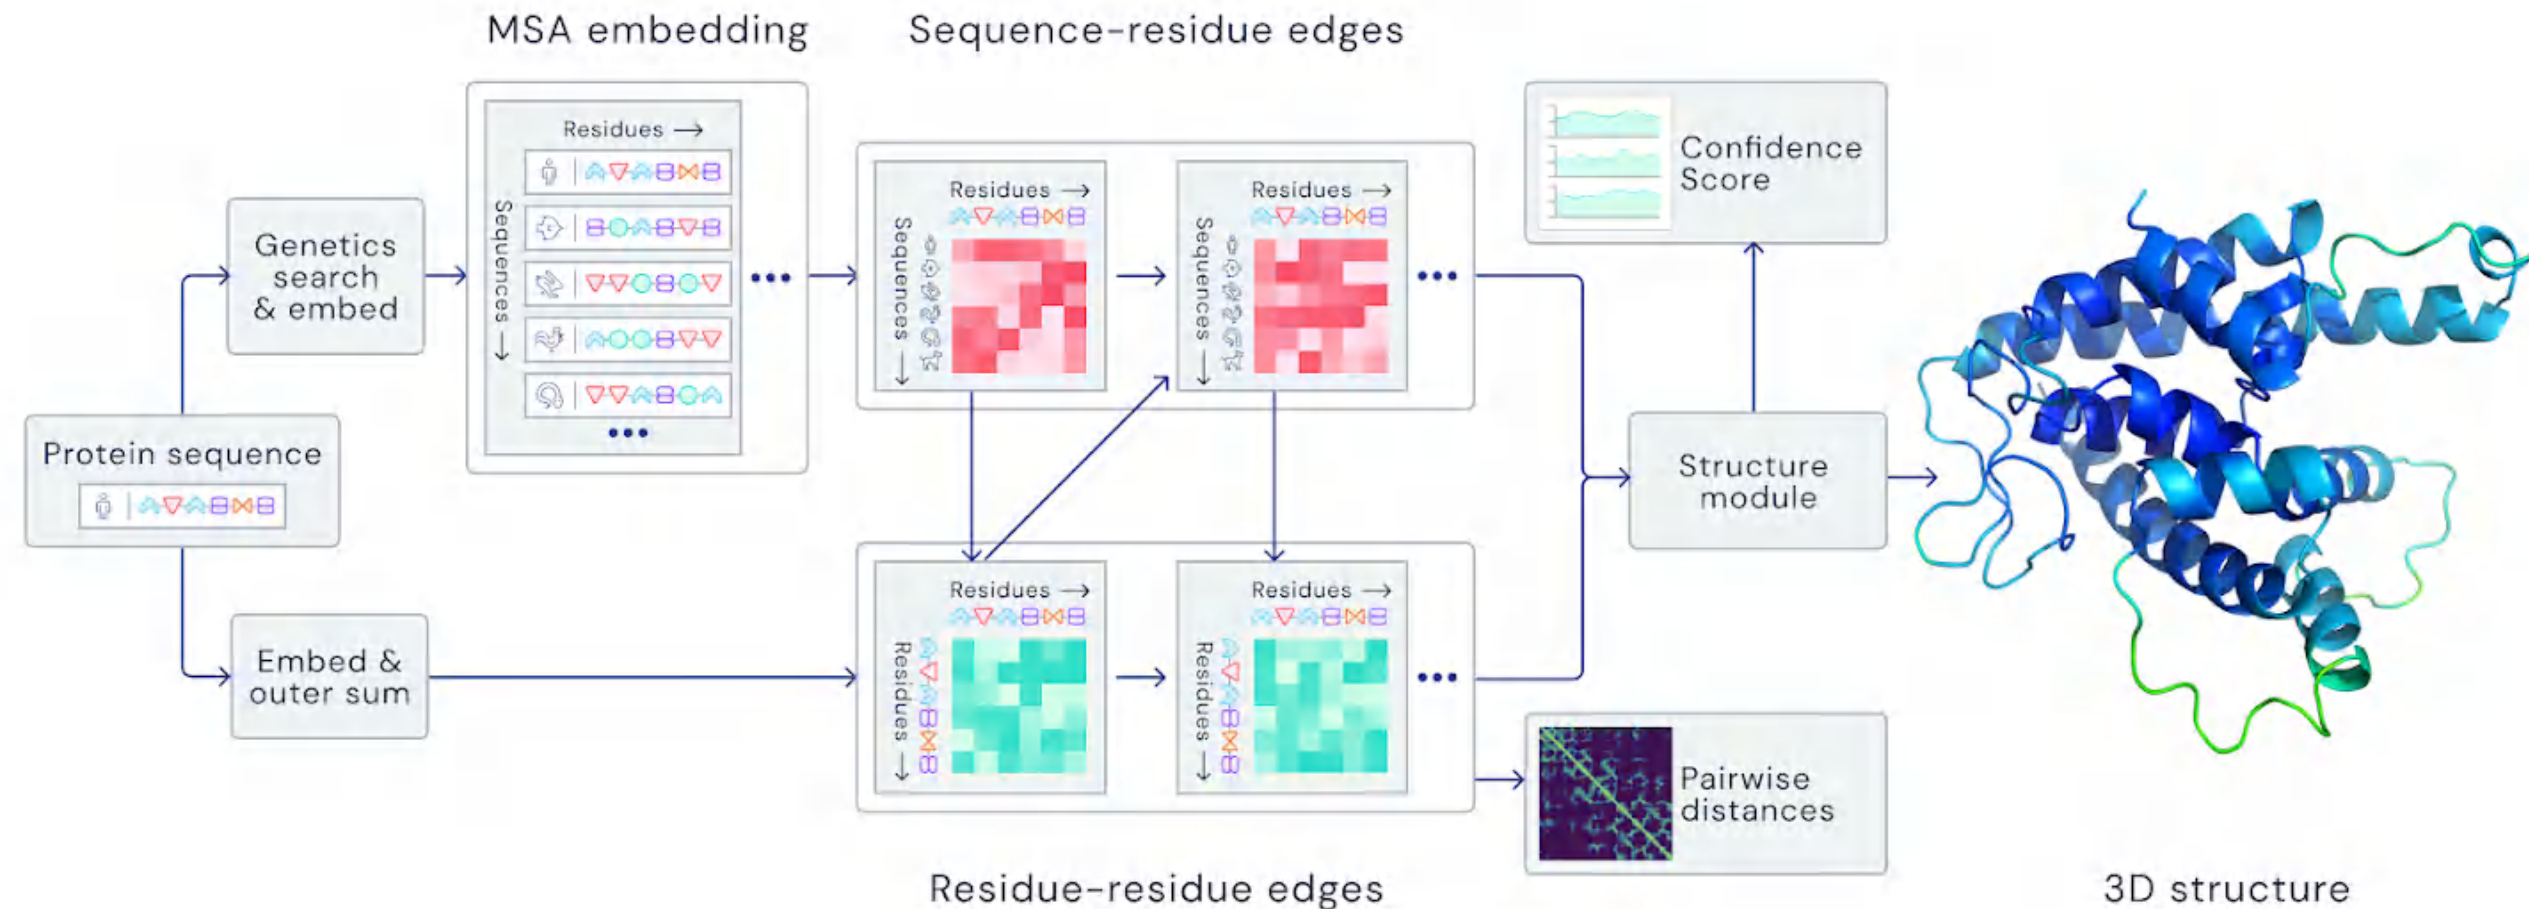 MSA embedding
Sequence-residue edges
Residues →
Sequences →
Genetics
search
& embed
Protein sequence
Embed &
outer sum
Residues →
Sequences →
Residues →
Sequences →
Residues →
Residues →
Residues →
Residues →
Confidence
Score
Structure
module
Pairwise
distances
Residue-residue edges
3D structure